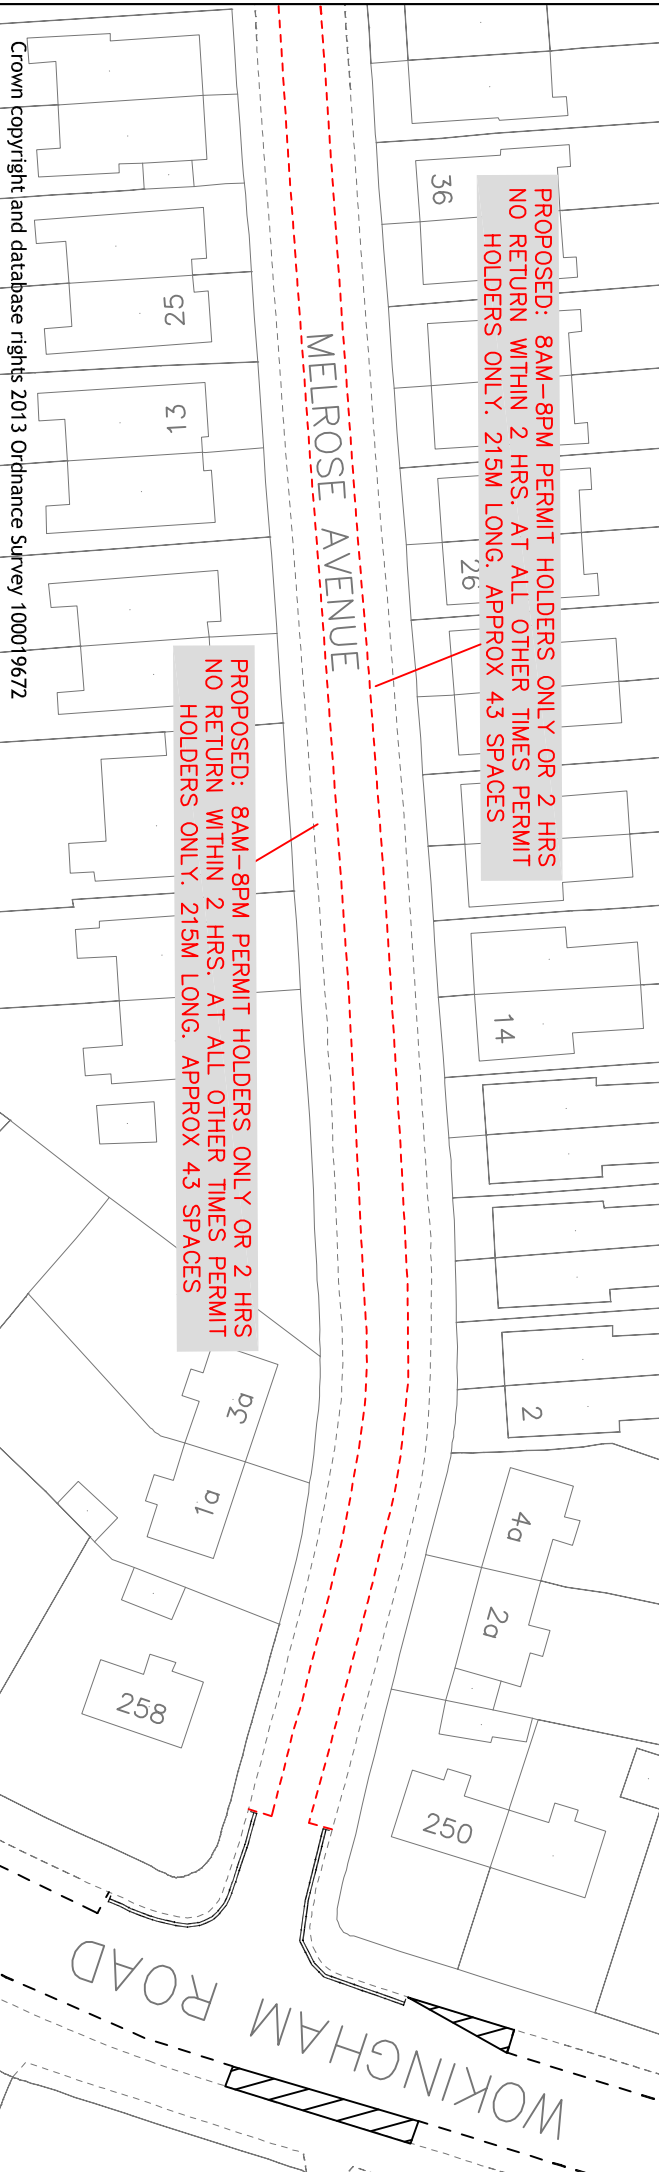 PROPOSED: 8AM-8PM PERMIT HOLDERS ONLY OR 2 HRS
NO RETURN WITHIN 2 HRS. AT ALL OTHER TIMES PERMIT
HOLDERS ONLY. 215M LONG. APPROX 43 SPACES
36
26
14
2
4a
2a
250
MELROSE AVENUE
WOKINGHAM ROAD
PROPOSED: 8AM-8PM PERMIT HOLDERS ONLY OR 2 HRS
NO RETURN WITHIN 2 HRS. AT ALL OTHER TIMES PERMIT
HOLDERS ONLY. 215M LONG. APPROX 43 SPACES
25
13
3a
1a
258
Crown copyright and database rights 2013 Ordnance Survey 100019672